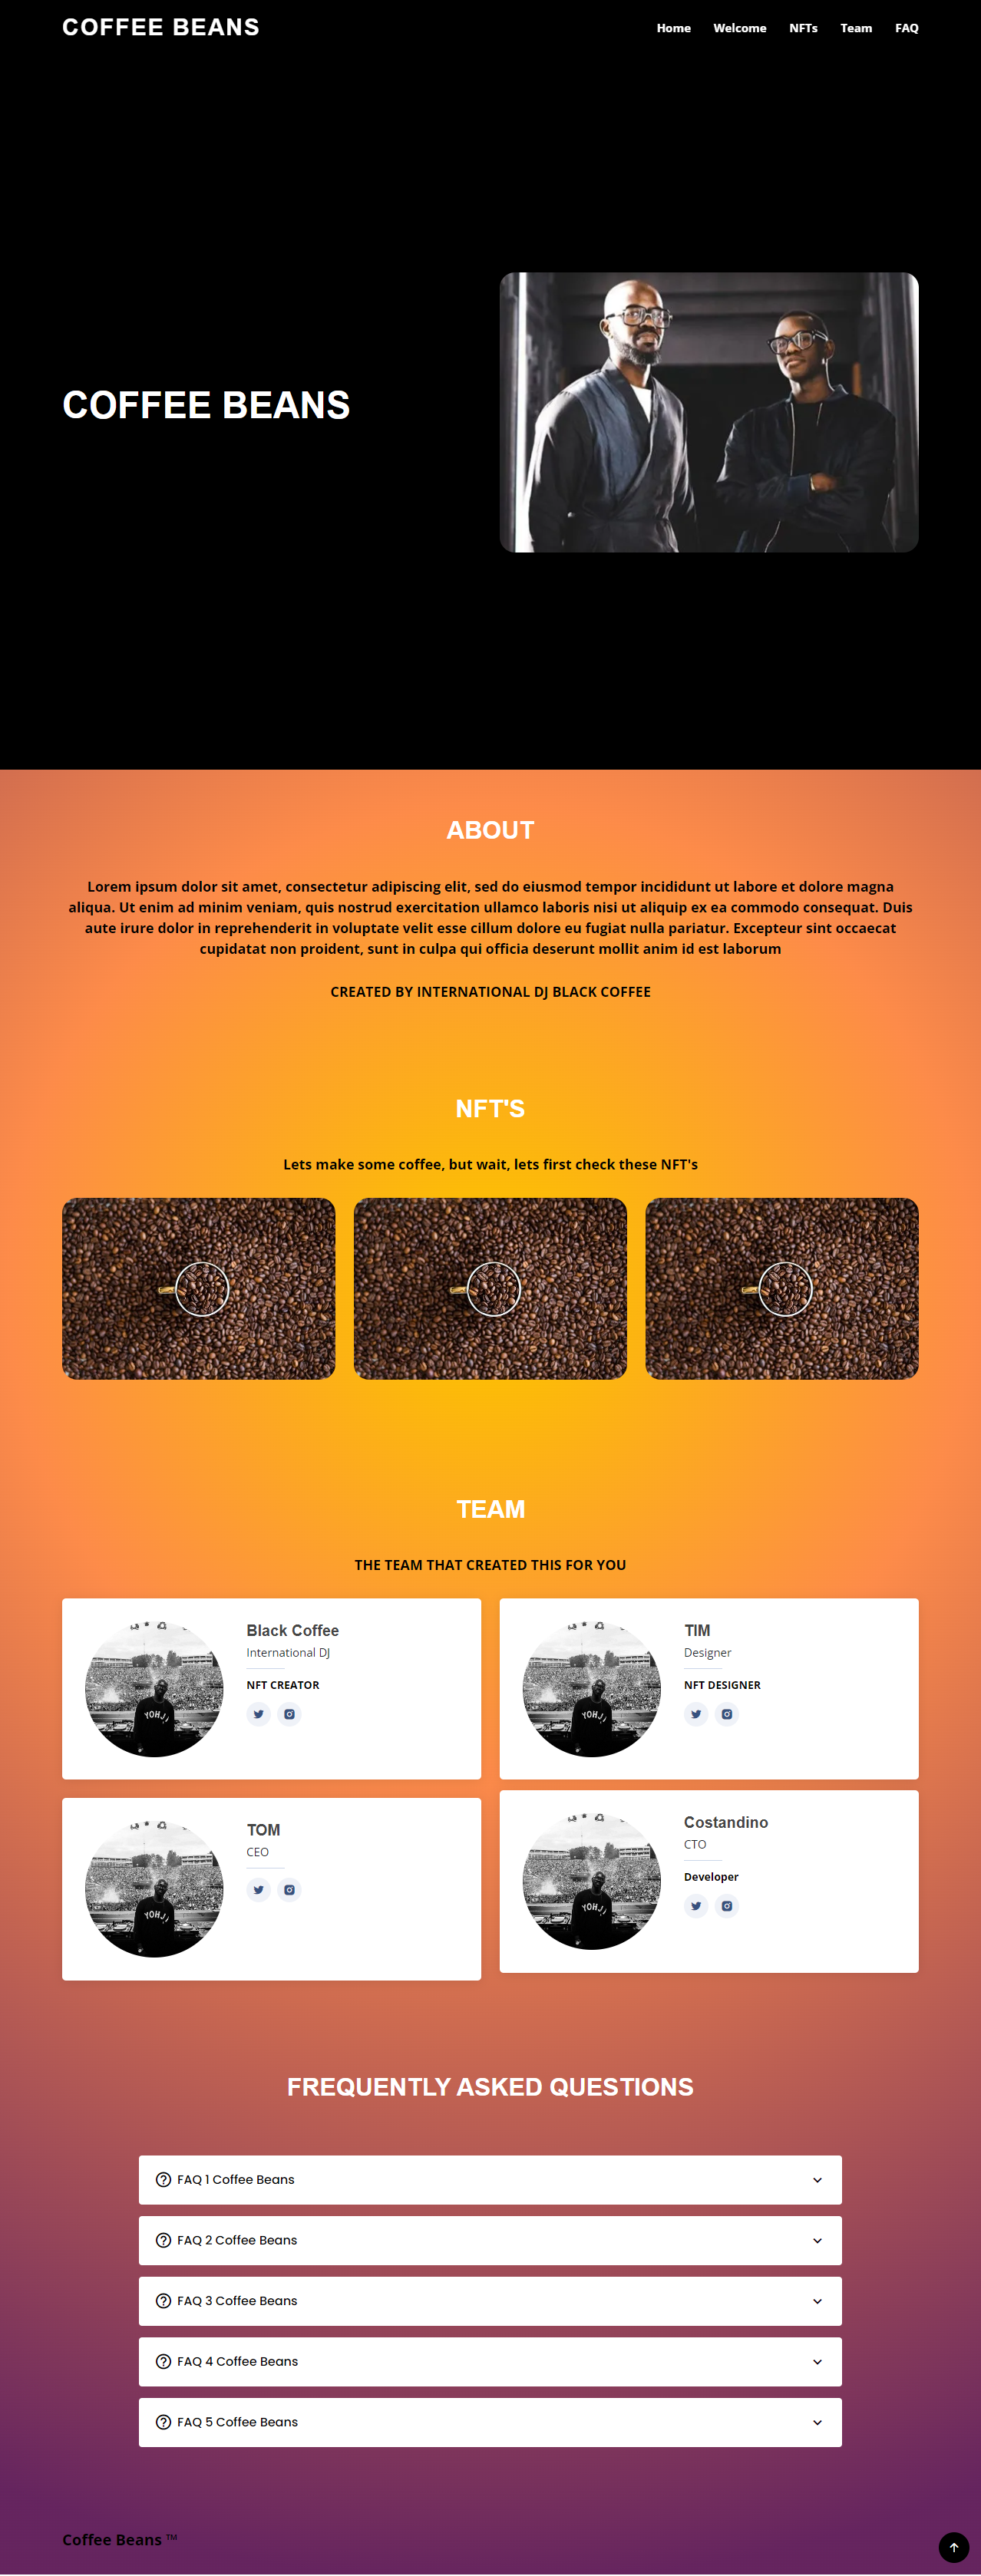 COFFEE BEANS
Home Welcome NFTs Team FAQ
COFFEE BEANS
ABOUT
Lorem ipsum dolor sit amet, consectetur adipiscing elit, sed do eiusmod tempor incididunt ut labore et dolore magna
aliqua. Ut enim ad minim veniam, quis nostrud exercitation ullamco laboris nisi ut aliquip ex ea commodo consequat. Duis
aute irure dolor in reprehenderit in voluptate velit esse cillum dolore eu fugiat nulla pariatur. Excepteur sint occaecat
cupidatat non proident, sunt in culpa qui officia deserunt mollit anim id est laborum
CREATED BY INTERNATIONAL DJ BLACK COFFEE
NFT'S
Lets make some coffee, but wait, lets first check these NFT's
TEAM
THE TEAM THAT CREATED THIS FOR YOU
Black Coffee
International DJ
NFT CREATOR
YOHJI
TIM
Designer
NFT DESIGNER
YOHJI
TOM
CEO
YOHJI
Costandino
CTO
Developer
YOHJI
FREQUENTLY ASKED QUESTIONS
FAQ 1 Coffee Beans
FAQ 2 Coffee Beans
FAQ 3 Coffee Beans
FAQ 4 Coffee Beans
FAQ 5 Coffee Beans
Coffee Beans ™